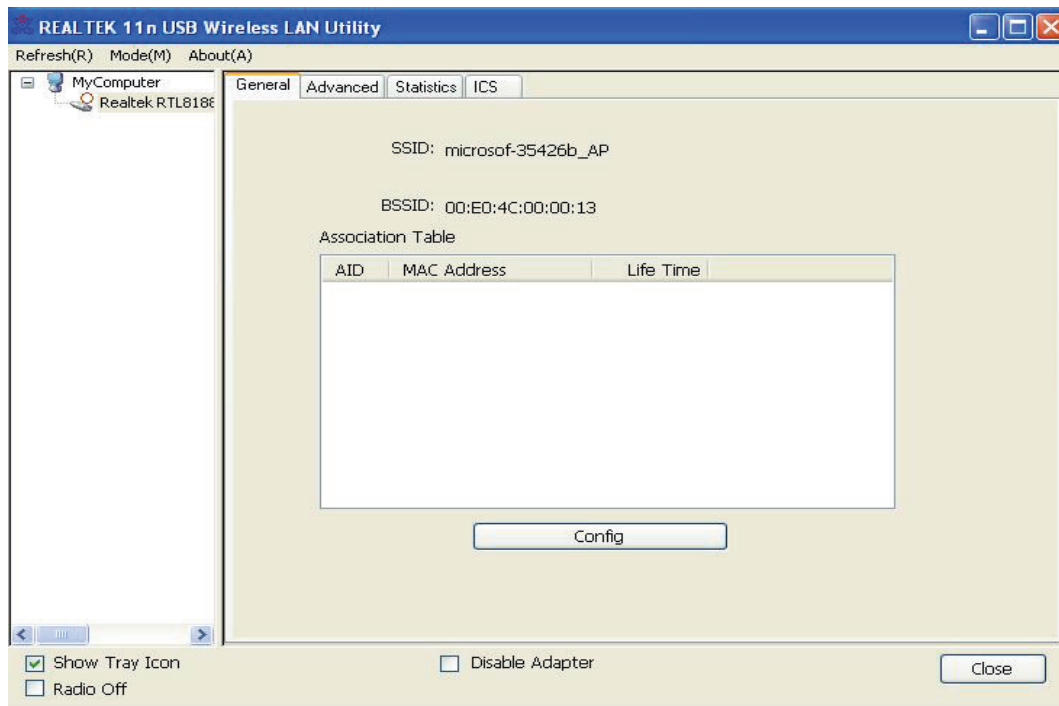 REALTEK 11n USB Wireless LAN Utility
Refresh(R) Mode(M) About(A)
MyComputer
Realtek RTL8188
General Advanced Statistics ICS
SSID: microsof-35426b_AP
BSSID: 00:E0:4C:00:00:13
Association Table
AID MAC Address Life Time
Config
Show Tray Icon
Radio Off
Disable Adapter
Close